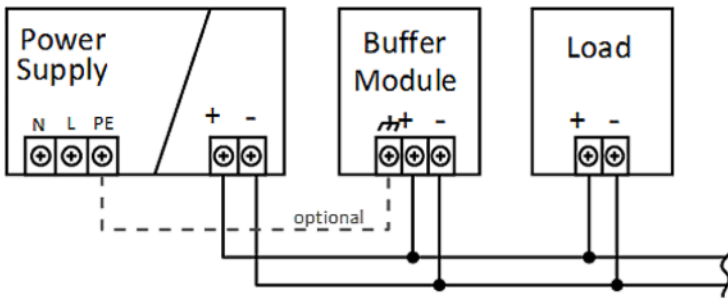 Power
Supply
N L PE
+ -
Buffer
Module
+ -
Load
+ -
optional